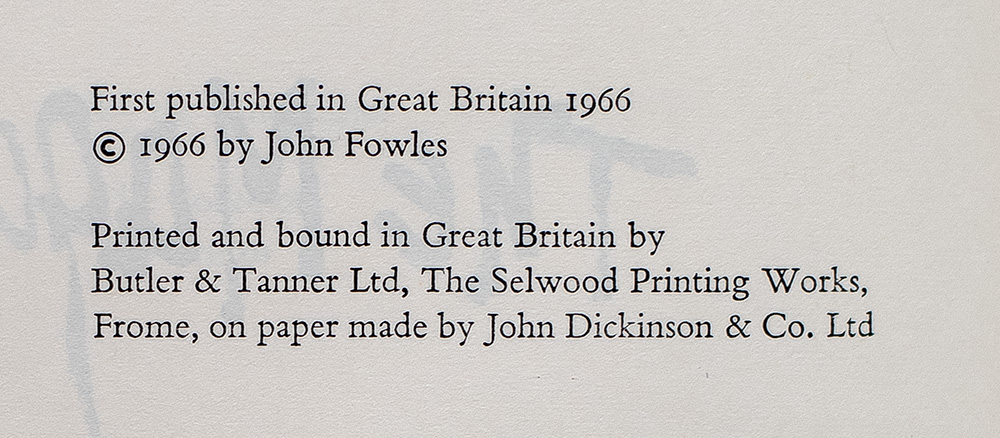 First published in Great Britain 1966
© 1966 by John Fowles
Printed and bound in Great Britain by
Butler & Tanner Ltd, The Selwood Printing Works,
Frome, on paper made by John Dickinson & Co. Ltd